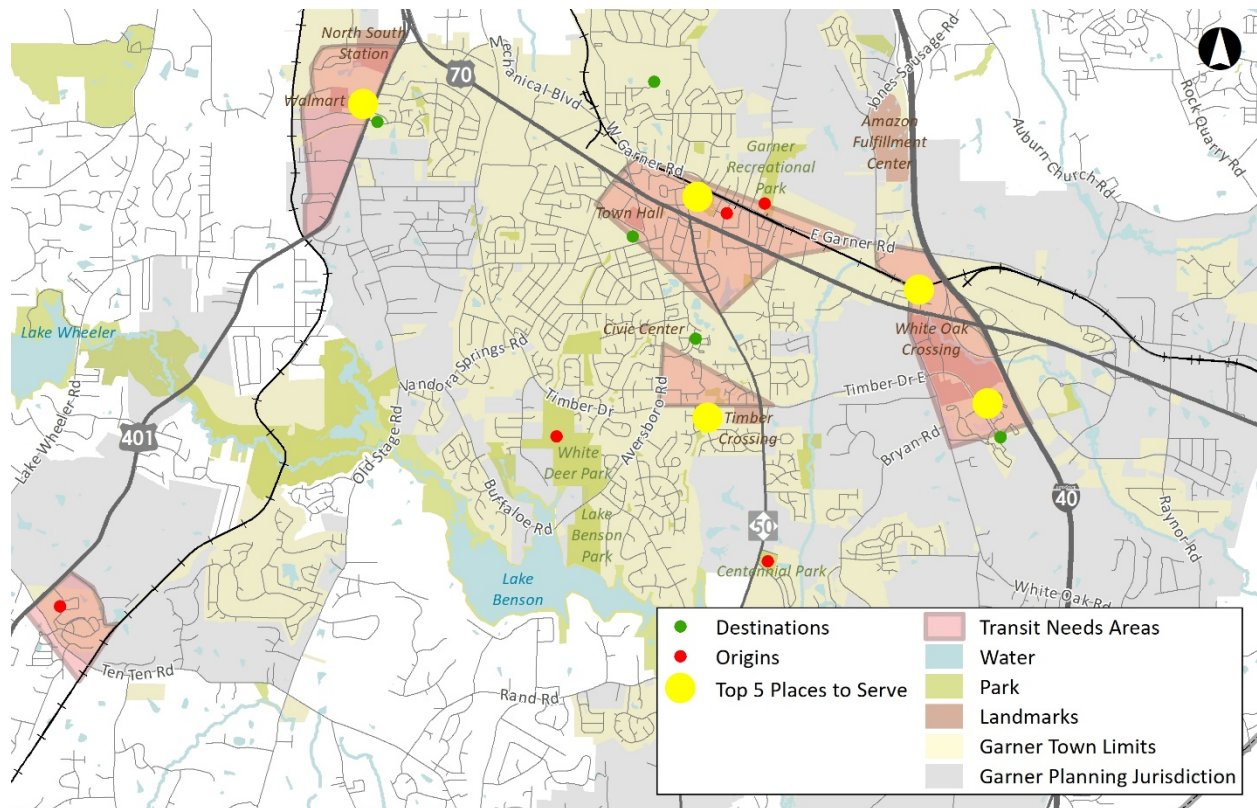 North South
Station
70
Mechanical Blvd
Jones Sausage Rd
Rock Quarry Rd
Walmart
W Garner Rd
Garner
Recreational
Park
Amazon
Fulfillment
Center
Auburn Church Rd
Town Hall
E Garner Rd
Lake Wheeler
Civic Center
White Oak
Crossing
Vandora Springs Rd
Timber Dr E
Lake Wheeler Rd
Timber Dr
Timber
Crossing
401
Old Stage Rd
Aversboro Rd
Bryan Rd
White
Deer Park
Buffaloe Rd
40
Raynor Rd
Lake
Benson
Park
50
Centennial Park
Lake
Benson
White Oak Rd
Ten Ten Rd
Rand Rd
Destinations
Origins
Top 5 Places to Serve
Transit Needs Areas
Water
Park
Landmarks
Garner Town Limits
Garner Planning Jurisdiction